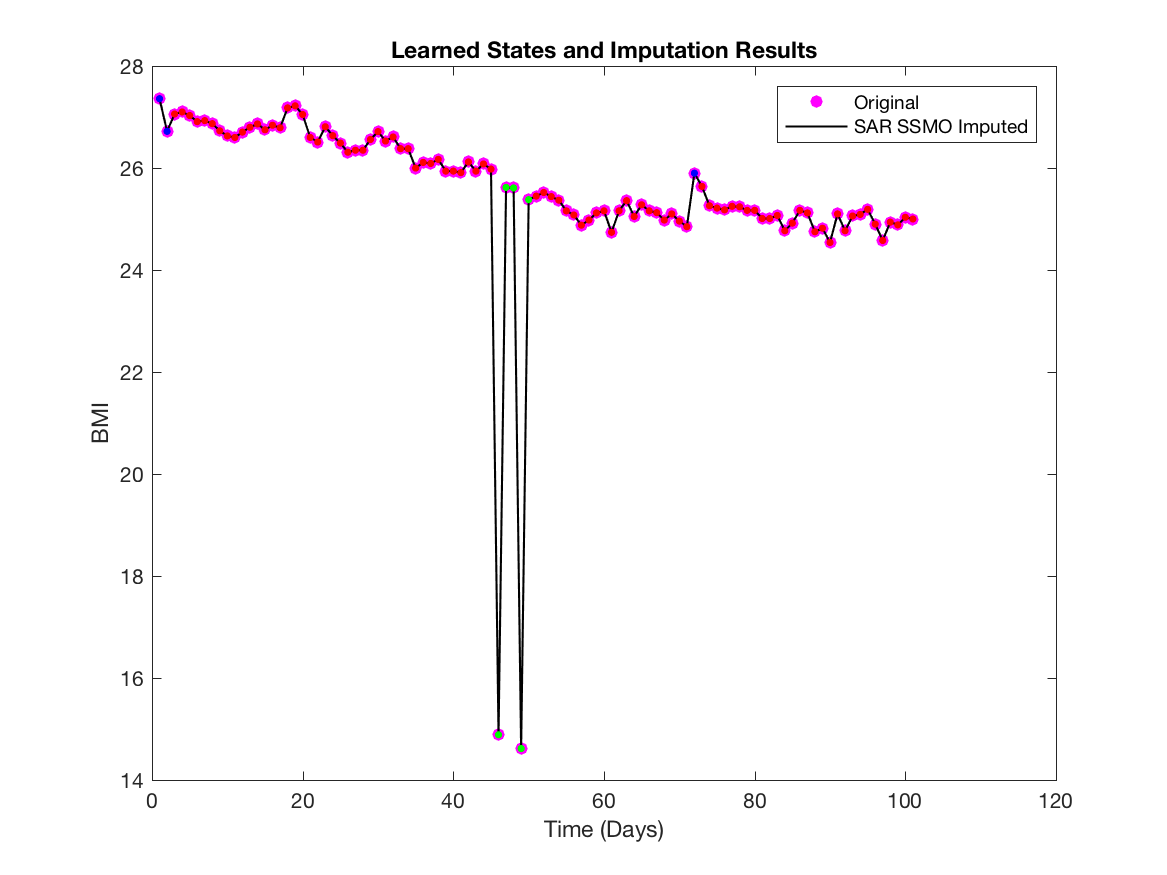 Learned States and Imputation Results
Original
SAR SSMO Imputed
28
26
24
22
20
18
16
14
BMI
0 20 40 60 80 100 120
Time (Days)